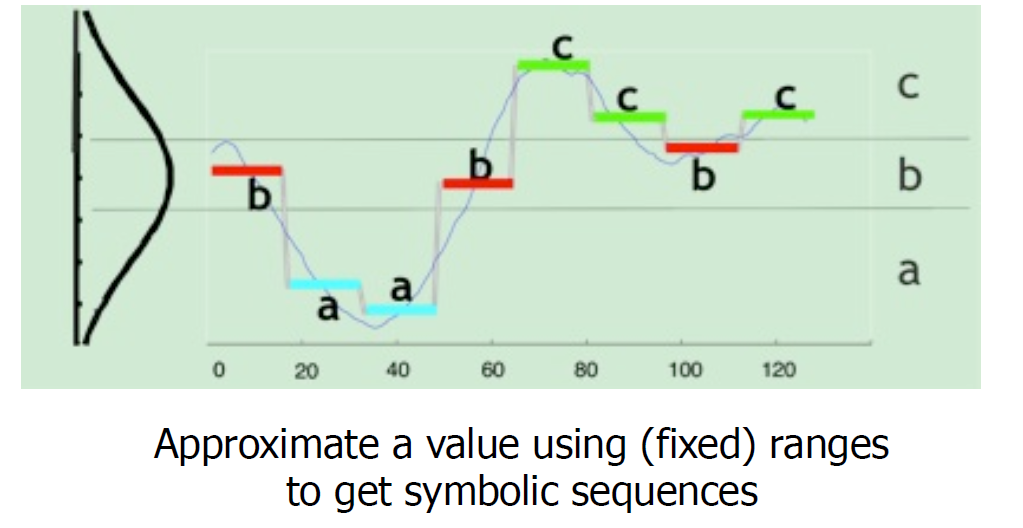 c
c
c
c
b
b
b
b
a
a
a
0 20 40 60 80 100 120
Approximate a value using (fixed) ranges
to get symbolic sequences